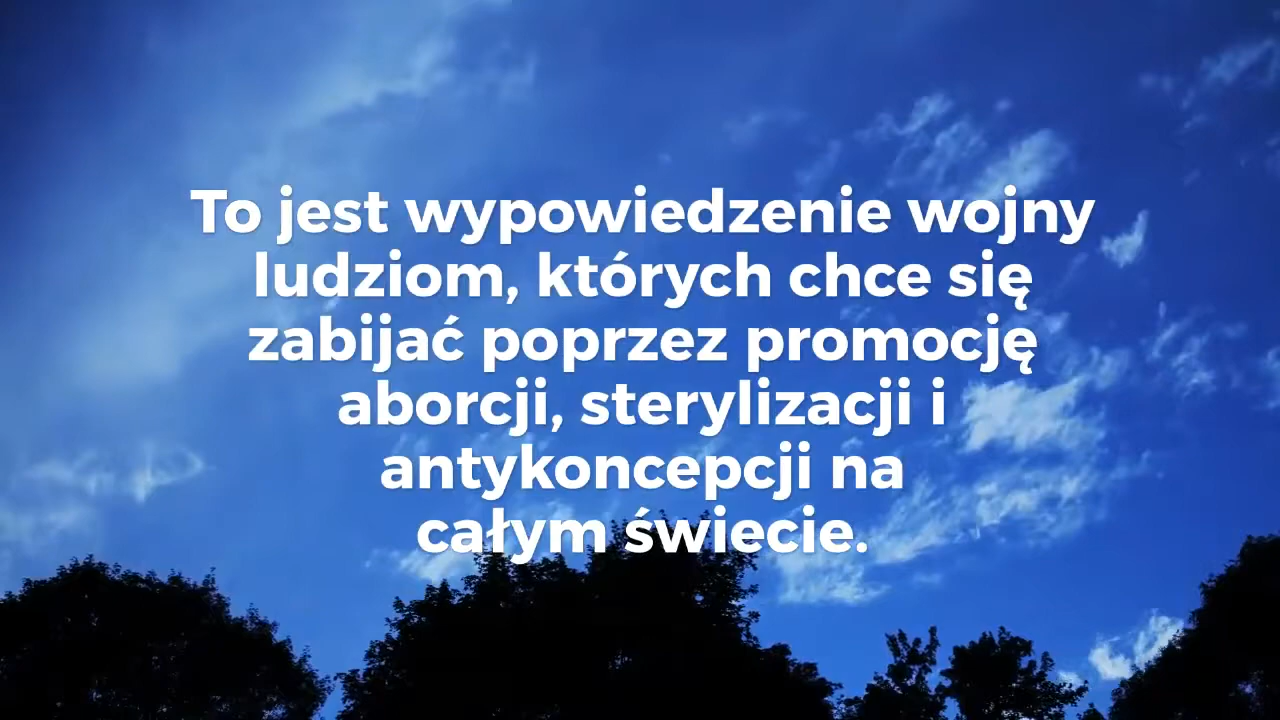 To jest wypowiedzenie wojny
ludziom, których chce się
zabijać poprzez promocję
aborcji, sterylizacji i
antykoncepcji na
całym świecie.